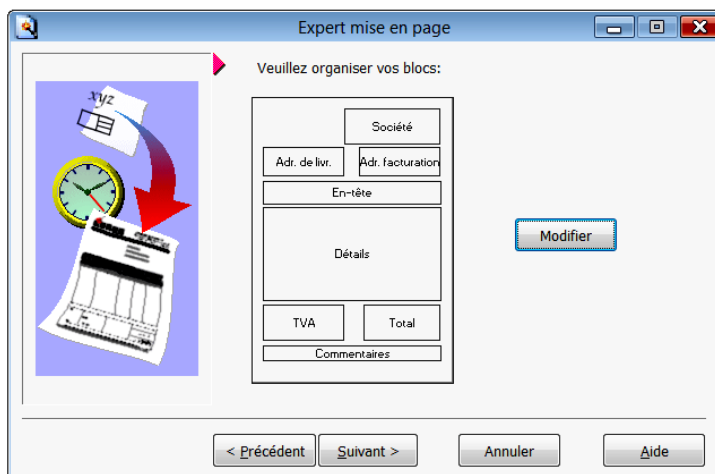 Expert mise en page
Veuillez organiser vos blocs:
xyz
Société
Adr. de livr. Adr. facturation
En-tête
Détails
Modifier
TVA Total
Commentaires
< Précédent Suivant > Annuler Aide